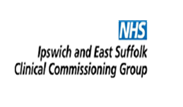 NHS
Ipswich and East Suffolk
Clinical Commissioning Group